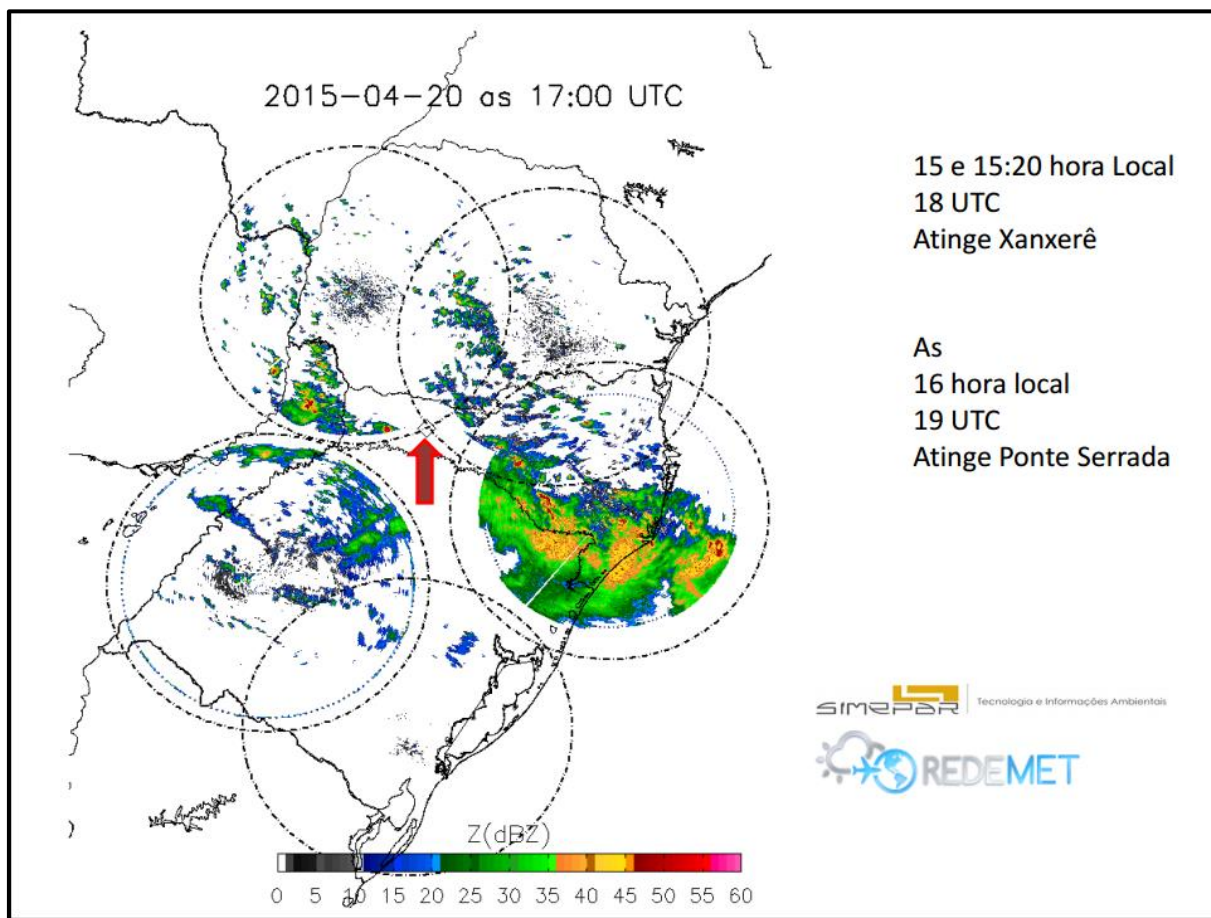 2015-04-20 as 17:00 UTC
15 e 15:20 hora Local
18 UTC
Atinge Xanxerê
As
16 hora local
19 UTC
Atinge Ponte Serrada
SIMEPAR Tecnologia e Informações Ambientais
REDEMET
Z(dBZ)
0 5 10 15 20 25 30 35 40 45 50 55 60